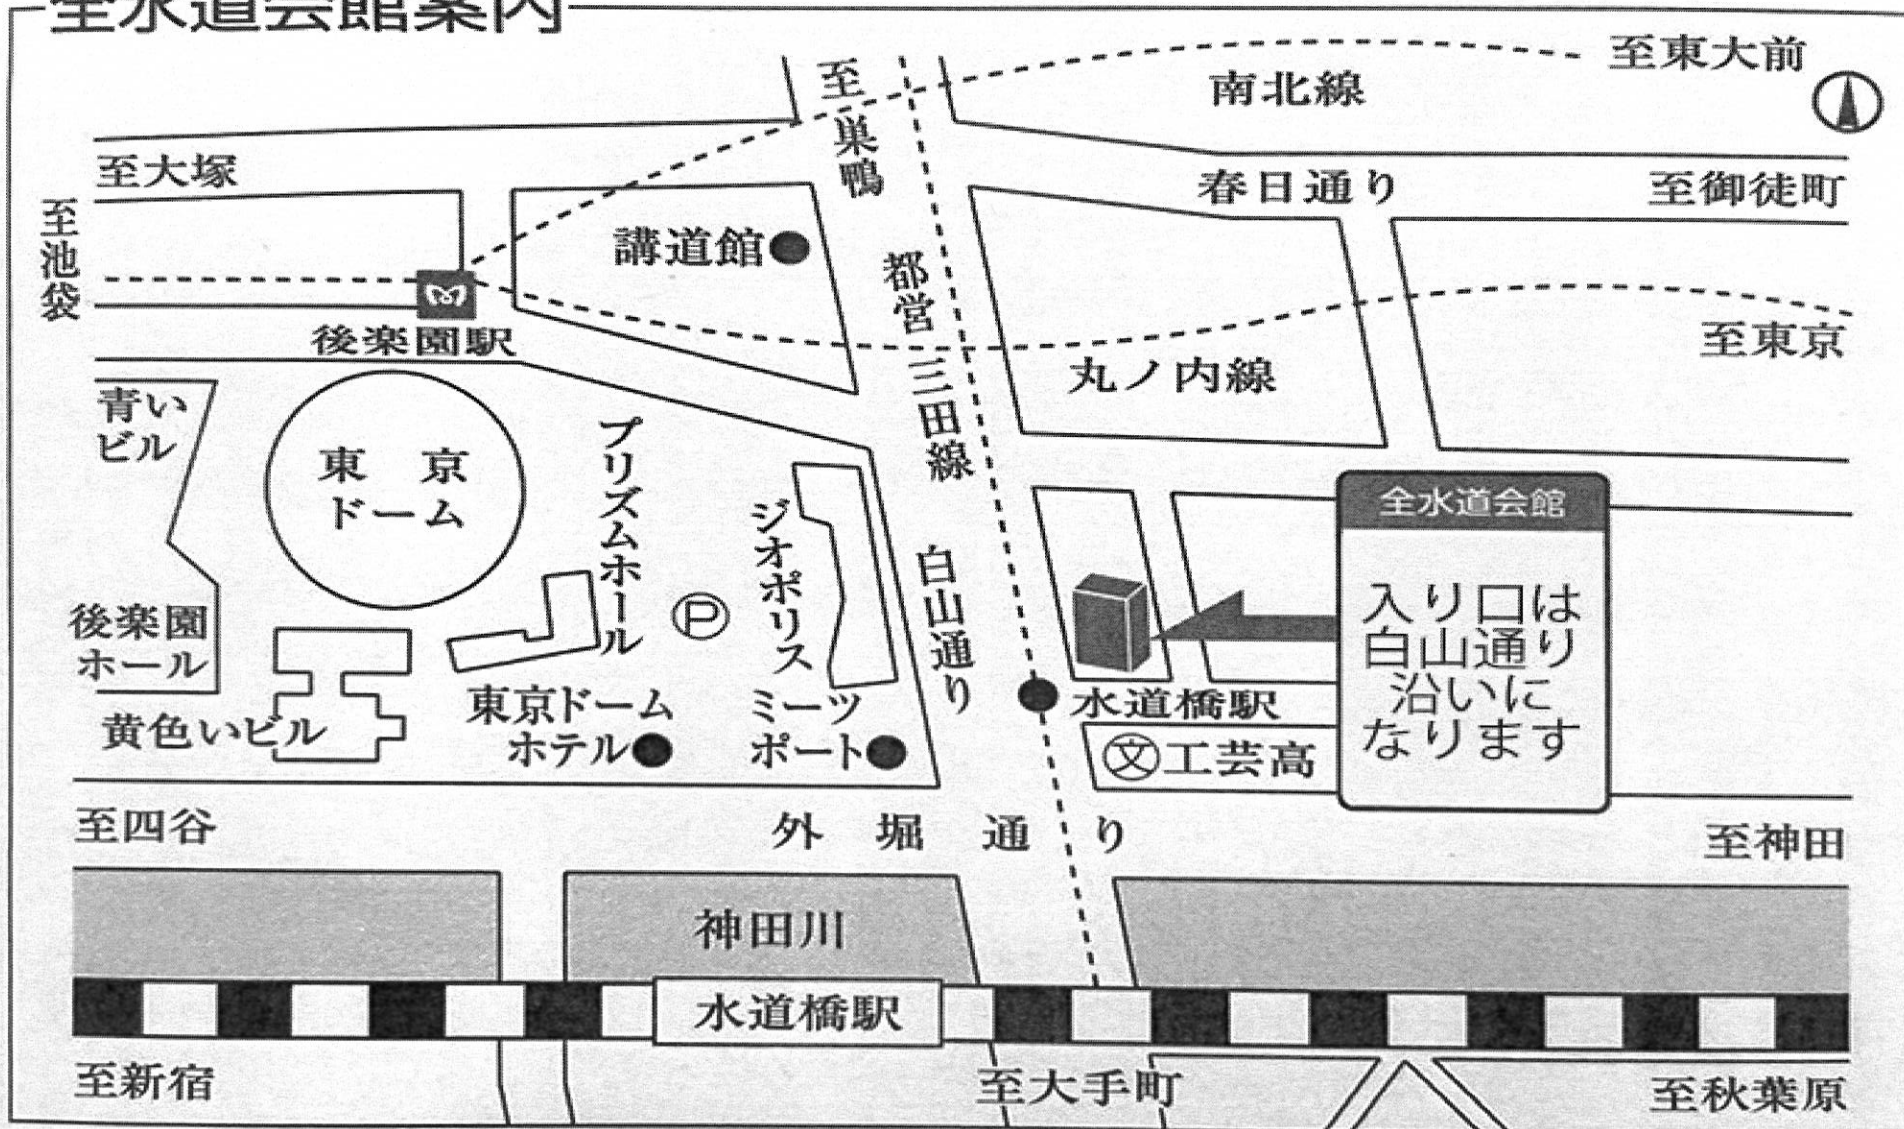 全水道会館案内
至東大前
南北線
至巣鴨
至大塚
春日通り
至御徒町
至池袋
講道館
都営三田線
後楽園駅
至東京
丸ノ内線
青い
ビル
東 京
ドーム
プリズムホール
ジオポリス
白山通り
全水道会館
入り口は
白山通り
沿いに
なります
後楽園
ホール
P
黄色いビル
東京ドーム
ホテル
ミーツ
ポート
水道橋駅
文工芸高
至四谷
外堀通り
至神田
神田川
水道橋駅
至新宿
至大手町
至秋葉原